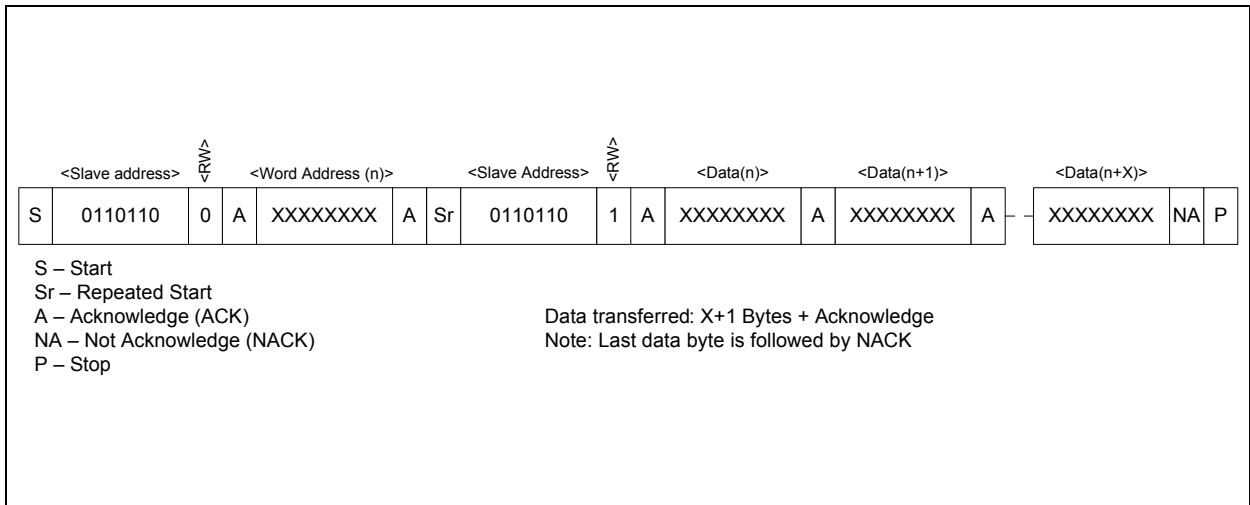 <Slave address> <RW> <Word Address (n)> <Slave Address> <RW> <Data(n)> <Data(n+1)> <Data(n+X)>
S 0110110 0 A XXXXXXXX A Sr 0110110 1 A XXXXXXXX A XXXXXXXX A XXXXXXXX NA P
S – Start
Sr – Repeated Start
A – Acknowledge (ACK)
NA – Not Acknowledge (NACK)
P – Stop
Data transferred: X+1 Bytes + Acknowledge
Note: Last data byte is followed by NACK